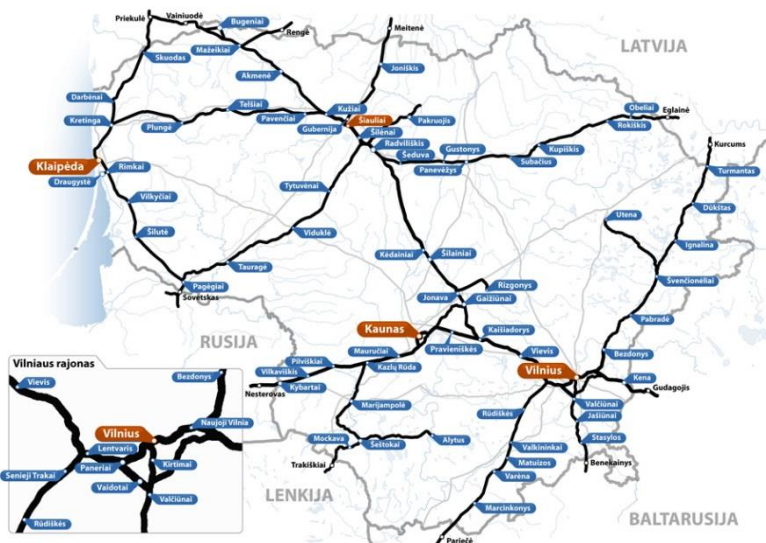 Priekulė
Vainiuodė
Bugeniai
Rengė
Meitenė
LATVIJA
Skuodas
Mažeikiai
Akmenė
Joniškis
Darbėnai
Telšiai
Kužiai
Obeliai
Eglainė
Kretinga
Plungė
Pavenčiai
Gubernija
Šiauliai
Pakruojis
Rokiškis
Šilėnai
Radviliškis
Gustonys
Kupiškis
Kurcums
Klaipėda
Rimkai
Šeduva
Panevėžys
Subačius
Turmantas
Draugystė
Tytuvėnai
Vilkyčiai
Dūkštas
Utena
Šilutė
Viduklė
Ignalina
Kėdainiai
Šilainiai
Tauragė
Švenčionėliai
Pagėgiai
Sovetskas
Rizgonys
Jonava
Gaižiūnai
RUSIJA
Kaunas
Kaišiadorys
Pabradė
Pravieniškės
Mauručiai
Vievis
Bezdonys
Vilniaus rajonas
Pilviškiai
Vilkaviškis
Kazlų Rūda
Vilnius
Kena
Vievis
Bezdonys
Nesterovas
Kybartai
Gudagojis
Marijampolė
Rūdiškės
Valčiūnai
Jašiūnai
Naujoji Vilnia
Vilnius
Mockava
Šeštokai
Alytus
Valkininkai
Stasylos
Lentvaris
Trakiškiai
Matuizos
Benekainys
Senieji Trakai
Paneriai
Kirtimai
Varėna
Vaidotai
Valčiūnai
LENKIJA
Marcinkonys
BALTARUSIJA
Rūdiškės
Pariečė